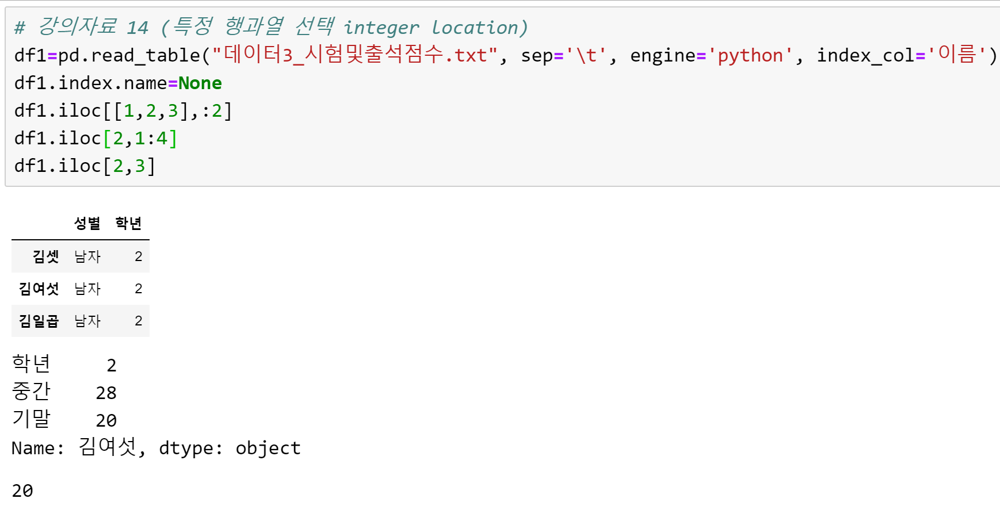 # 강의자료 14 (특정 행과열 선택 integer location)
df1=pd.read_table("데이터3_시험및출석점수.txt", sep='\t', engine='python', index_col='이름')
df1.index.name=None
df1.iloc[[1,2,3],:2]
df1.iloc[2,1:4]
df1.iloc[2,3]
성별 학년
김셋 남자 2
김여섯 남자 2
김일곱 남자 2
학년 2
중간 28
기말 20
Name: 김여섯, dtype: object
20